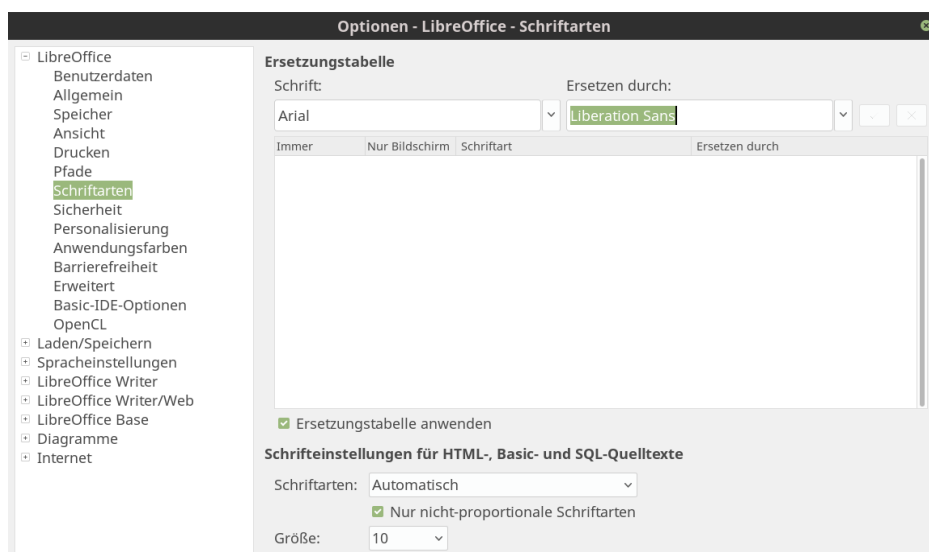 Optionen - LibreOffice - Schriftarten
LibreOffice
Benutzerdaten
Allgemein
Speicher
Ansicht
Drucken
Pfade
Schriftarten
Sicherheit
Personalisierung
Anwendungsfarben
Barrierefreiheit
Erweitert
Basic-IDE-Optionen
OpenCL
Laden/Speichern
Spracheinstellungen
LibreOffice Writer
LibreOffice Writer/Web
LibreOffice Base
Diagramme
Internet
Ersetzungstabelle
Schrift: Ersetzen durch:
Arial Liberation Sans
Immer Nur Bildschirm Schriftart Ersetzen durch
Ersetzungstabelle anwenden
Schrifteinstellungen für HTML-, Basic- und SQL-Quelltexte
Schriftarten: Automatisch
Nur nicht-proportionale Schriftarten
Größe: 10